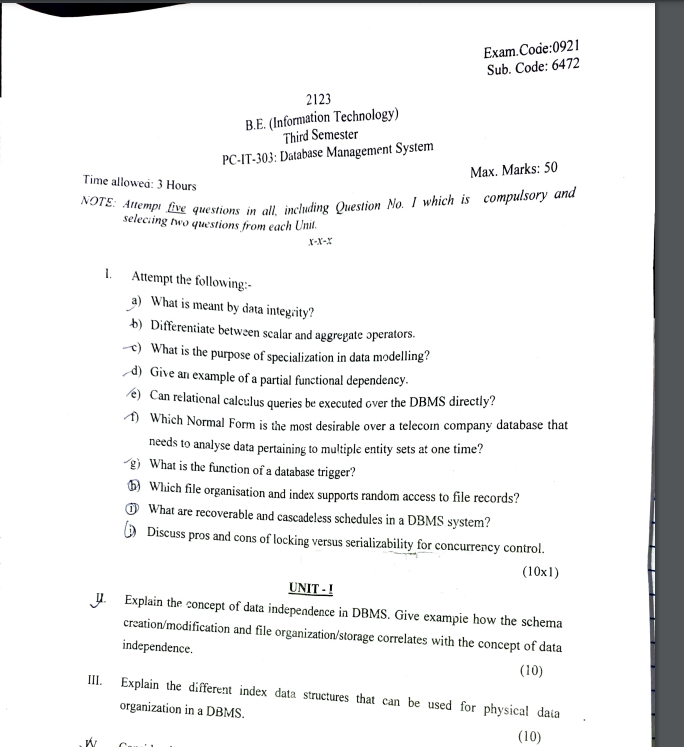 Exam.Code:0921
Sub. Code: 6472
2123
B.E. (Information Technology)
Third Semester
PC-IT-303: Database Management System
Max. Marks: 50
Time allowed: 3 Hours
NOTE: Attempt five questions in all, including Question No. I which is compulsory and
selecting two questions from each Unit.
x-x-x
I. Attempt the following:-
a) What is meant by data integrity?
b) Differentiate between scalar and aggregate operators.
c) What is the purpose of specialization in data modelling?
d) Give an example of a partial functional dependency.
e) Can relational calculus queries be executed over the DBMS directly?
f) Which Normal Form is the most desirable over a telecom company database that
needs to analyse data pertaining to multiple entity sets at one time?
g) What is the function of a database trigger?
h) Which file organisation and index supports random access to file records?
i) What are recoverable and cascadeless schedules in a DBMS system?
j) Discuss pros and cons of locking versus serializability for concurrency control.
(10x1)
UNIT - I
II. Explain the concept of data independence in DBMS. Give example how the schema
creation/modification and file organization/storage correlates with the concept of data
independence.
(10)
III. Explain the different index data structures that can be used for physical data
organization in a DBMS.
(10)